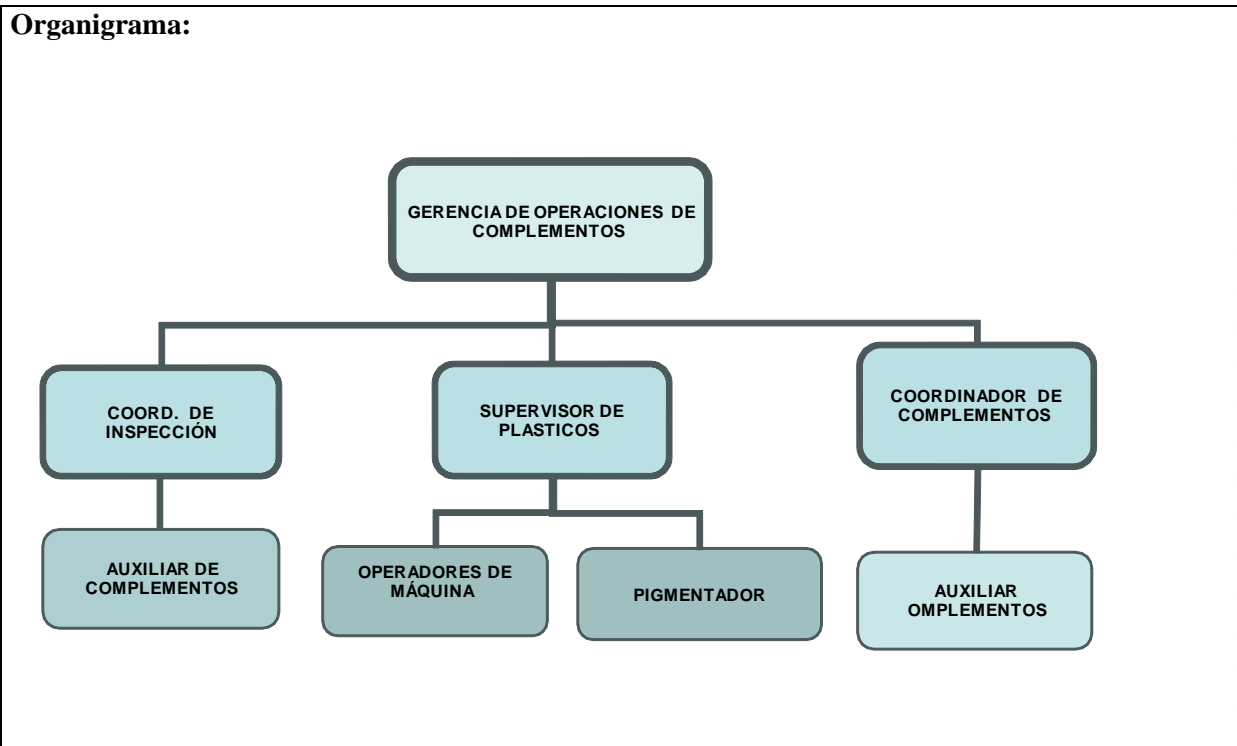 Organigrama:
GERENCIA DE OPERACIONES DE
COMPLEMENTOS
COORD. DE
INSPECCIÓN
SUPERVISOR DE
PLASTICOS
COORDINADOR DE
COMPLEMENTOS
AUXILIAR DE
COMPLEMENTOS
OPERADORES DE
MÁQUINA
PIGMENTADOR
AUXILIAR
OMPLEMENTOS